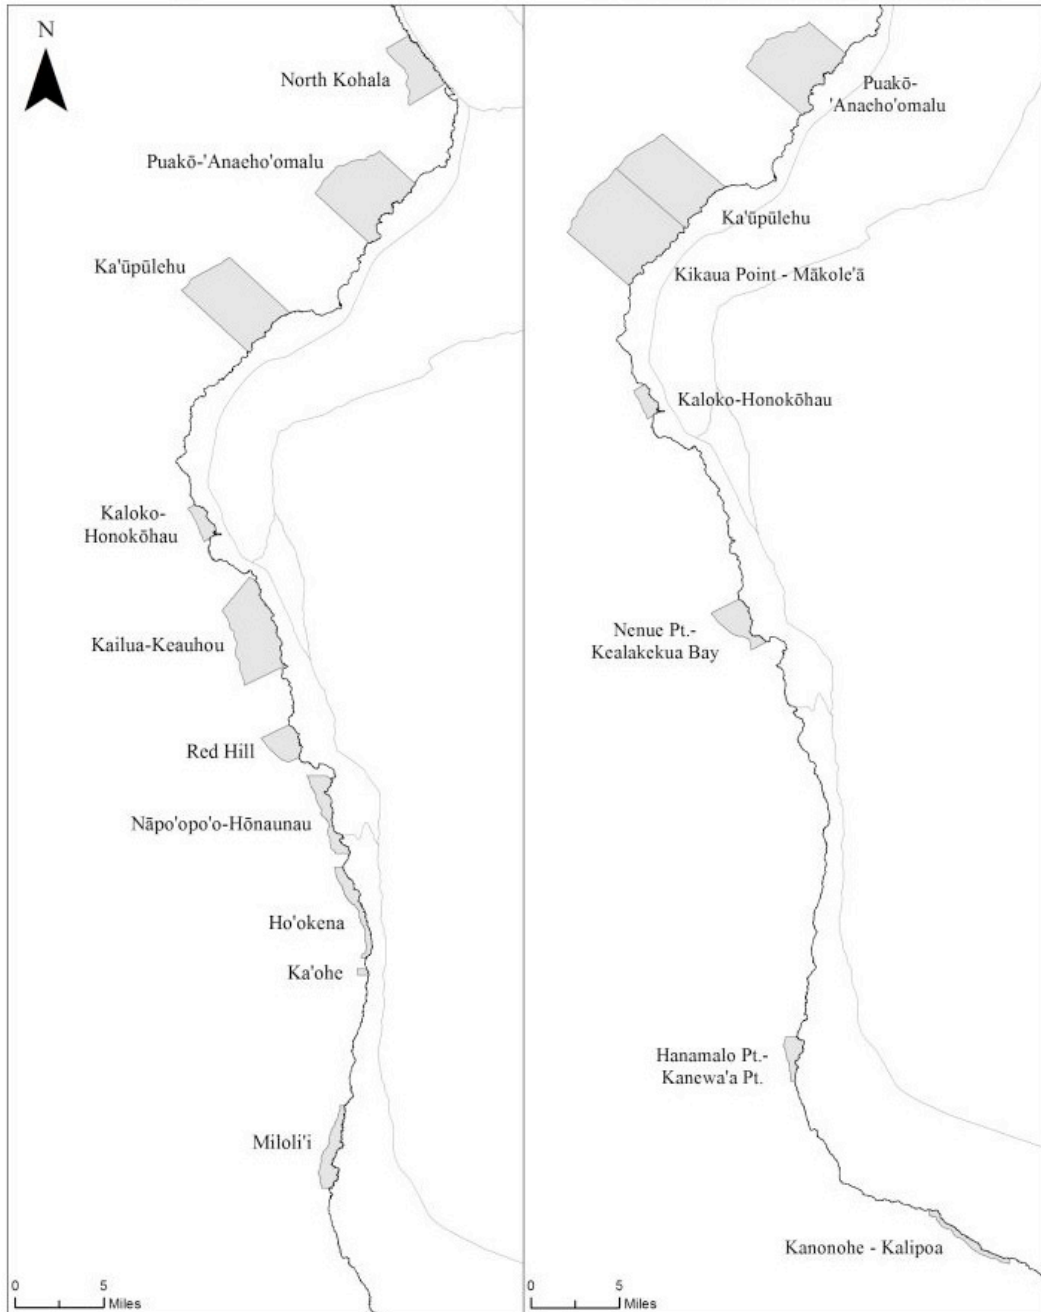 N
North Kohala
Puakō-'Anaeho'omalu
Ka'ūpūlehu
Kaloko-
Honokōhau
Kailua-Keauhou
Red Hill
Nāpo'opo'o-Hōnaunau
Ho'okena
Ka'ohe
Miloli'i
0 5
Miles
Puakō-
'Anaeho'omalu
Ka'ūpūlehu
Kikaua Point - Mākole'ā
Kaloko-Honokōhau
Nenue Pt.-
Kealakekua Bay
Hanamalo Pt.-
Kanewa'a Pt.
Kanonohe - Kalipoa
0 5
Miles